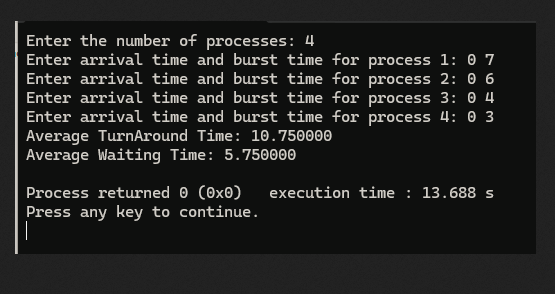 Enter the number of processes: 4
Enter arrival time and burst time for process 1: 0 7
Enter arrival time and burst time for process 2: 0 6
Enter arrival time and burst time for process 3: 0 4
Enter arrival time and burst time for process 4: 0 3
Average TurnAround Time: 10.750000
Average Waiting Time: 5.750000
Process returned 0 (0x0)   execution time : 13.688 s
Press any key to continue.